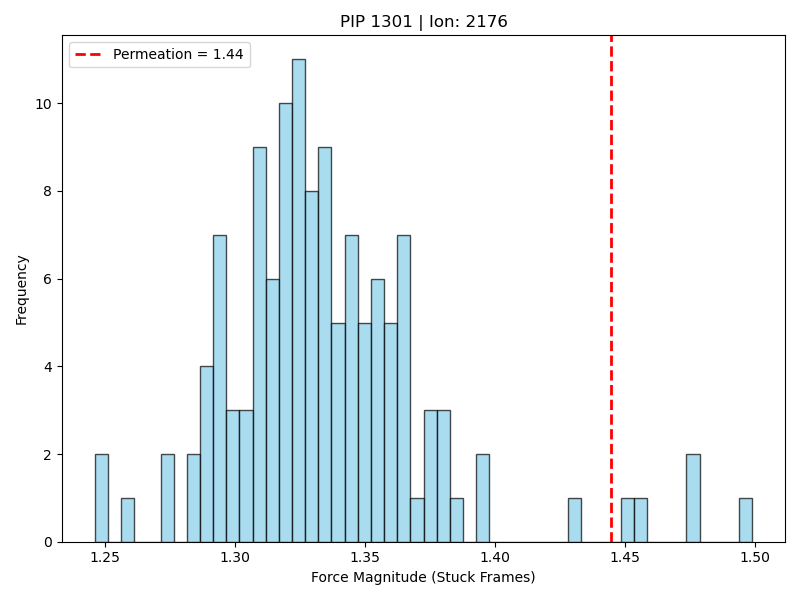 PIP 1301 | Ion: 2176
Permeation = 1.44
Frequency
10
8
6
4
2
0
1.25 1.30 1.35 1.40 1.45 1.50
Force Magnitude (Stuck Frames)